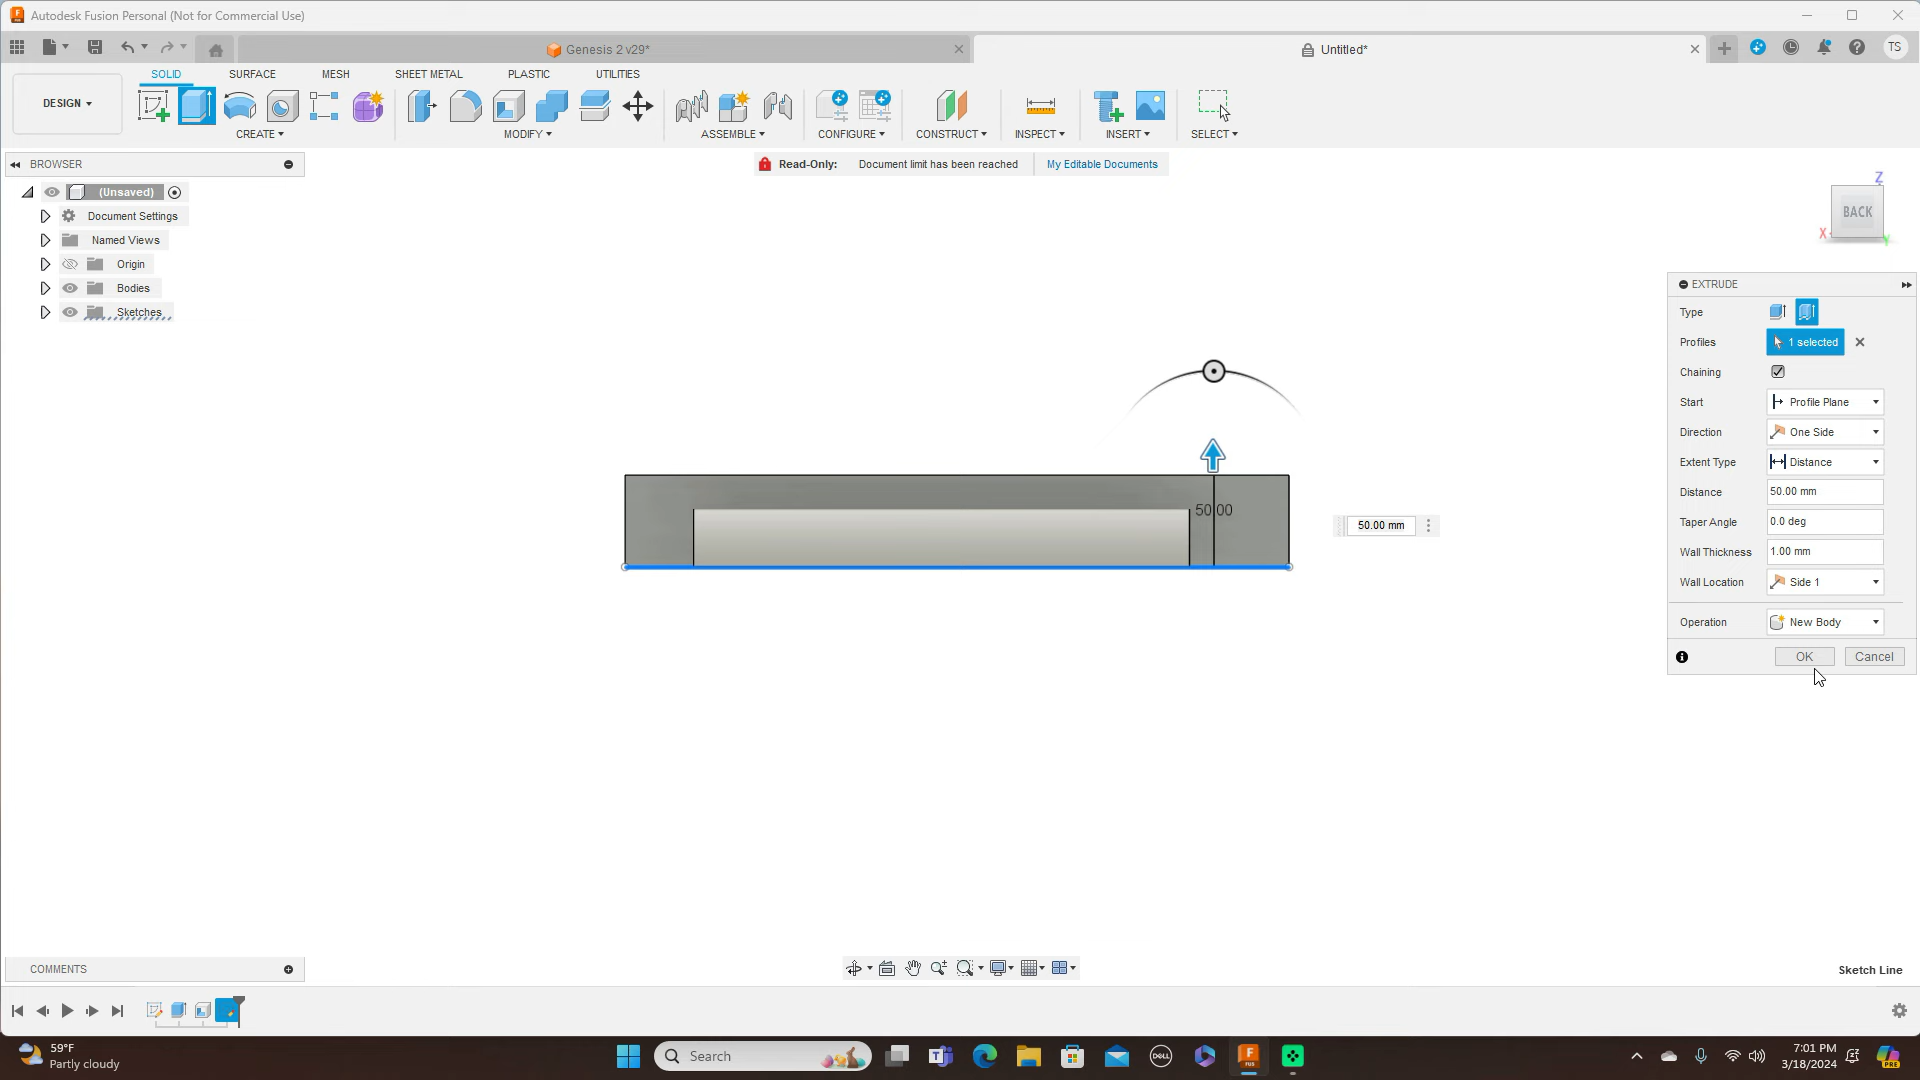 Autodesk Fusion Personal (Not for Commercial Use)
Genesis 2 v29*
Untitled*
TS
DESIGN
SOLID
SURFACE
MESH
SHEET METAL
PLASTIC
UTILITIES
CREATE
MODIFY
ASSEMBLE
CONFIGURE
CONSTRUCT
INSPECT
INSERT
SELECT
BROWSER
Read-Only: Document limit has been reached
My Editable Documents
(Unsaved)
Document Settings
Named Views
Origin
Bodies
Sketches
Z
BACK
X
Y
EXTRUDE
Type
Profiles
1 selected
Chaining
Start
Profile Plane
Direction
One Side
Extent Type
Distance
Distance
50.00 mm
Taper Angle
0.0 deg
Wall Thickness
1.00 mm
Wall Location
Side 1
Operation
New Body
OK
Cancel
50.00
50.00 mm
COMMENTS
Sketch Line
59°F
Partly cloudy
Search
DELL
F
FUS
7:01 PM
3/18/2024
PRE